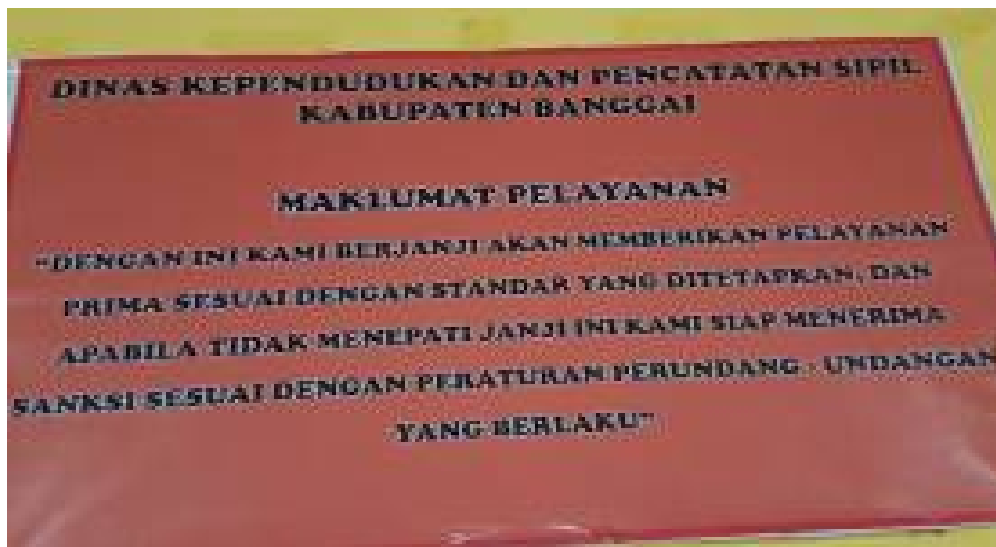 DINAS KEPENDUDUKAN DAN PENCATATAN SIPIL
KABUPATEN BANGGAI
MAKLUMAT PELAYANAN
"DENGAN INI KAMI BERJANJI AKAN MEMBERIKAN PELAYANAN
PRIMA SESUAI DENGAN STANDAR YANG DITETAPKAN, DAN
APABILA TIDAK MENEPATI JANJI INI KAMI SIAP MENERIMA
SANKSI SESUAI DENGAN PERATURAN PERUNDANG - UNDANGAN
YANG BERLAKU"